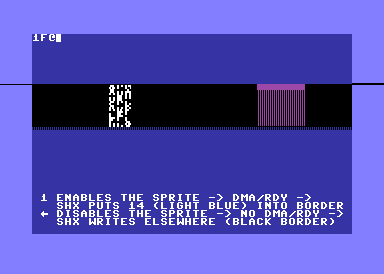 1F@
1 ENABLES THE SPRITE -> DMA/RDY ->
SHX PUTS 14 (LIGHT BLUE) INTO BORDER
← DISABLES THE SPRITE -> NO DMA/RDY ->
SHX WRITES ELSEWHERE (BLACK BORDER)